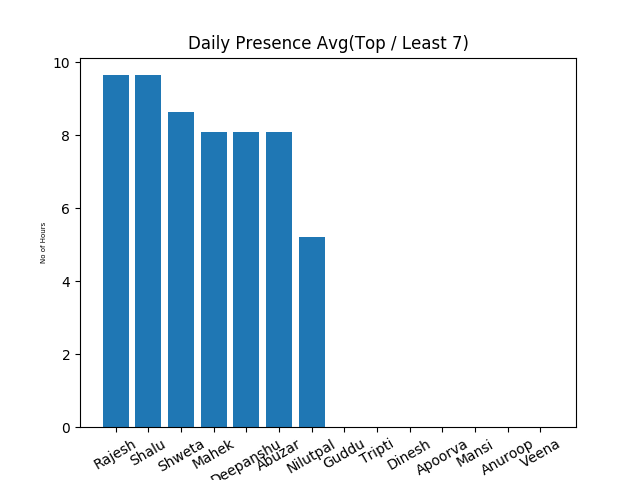 Daily Presence Avg(Top / Least 7)
10
8
6
4
2
0
No of Hours
Rajesh
Shalu
Shweta
Mahek
Deepanshu
Abuzar
Nilutpal
Guddu
Tripti
Dinesh
Apoorva
Mansi
Anuroop
Veena